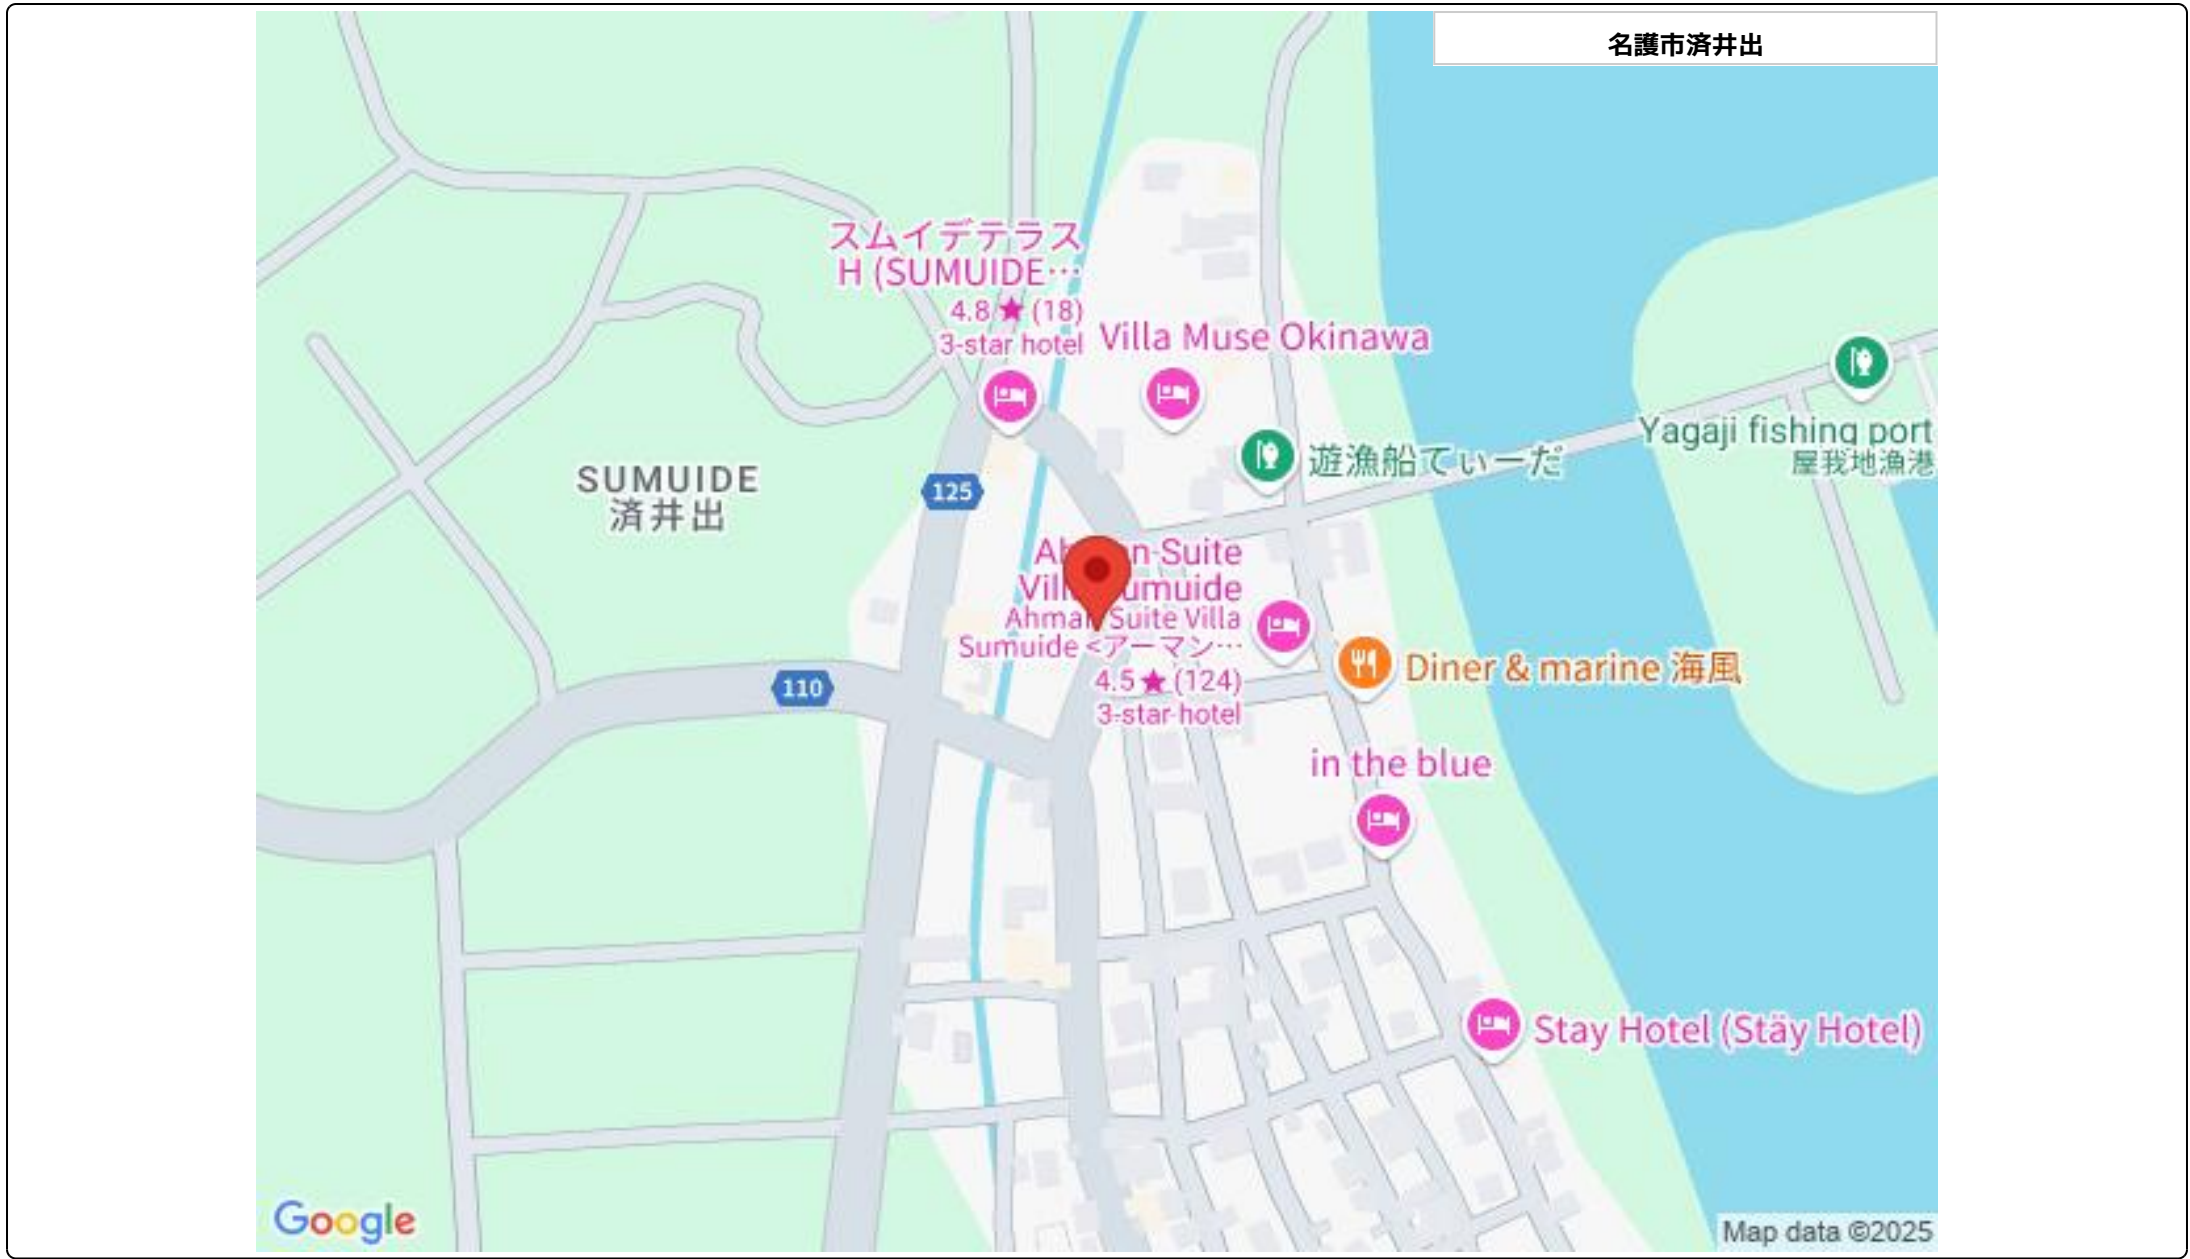 名護市済井出
スムイデテラス
H (SUMUIDE…
4.8 ★ (18)
3-star hotel
Villa Muse Okinawa
遊漁船てぃーだ
Yagaji fishing port
屋我地漁港
SUMUIDE
済井出
125
Suite
Ahman Suite Villa
Sumuide <アーマン…
4.5 ★ (124)
3-star hotel
110
Diner & marine 海風
in the blue
Stay Hotel (Stäy Hotel)
Google
Map data ©2025